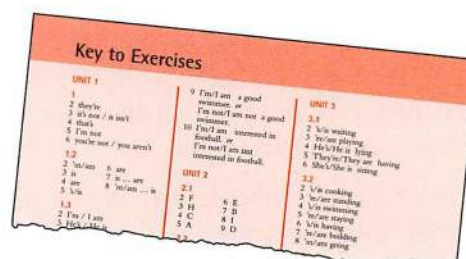 Key to Exercises
UNIT 1
1
2 they're
3 it's not / it isn't
4 that's
5 I'm not
6 you're not / you aren't
1.2
2 'm/am 6 are
3 is 7 is ... are
4 are 8 'm/am ... is
5 's/is
1.3
2 I'm / I am
3 He's / He is
9 I'm/I am a good
swimmer. or
I'm not/I am not a good
swimmer.
10 I'm/I am interested in
football. or
I'm not/I am not
interested in football.
UNIT 2
2.1
2 F 6 E
3 H 7 B
4 C 8 I
5 A 9 D
UNIT 3
3.1
2 's/is waiting
3 're/are playing
4 He's/He is lying
5 They're/They are having
6 She's/She is sitting
3.2
2 's/is cooking
3 're/are standing
4 's/is swimming
5 're/are staying
6 's/is having
7 're/are building
8 'm/am going